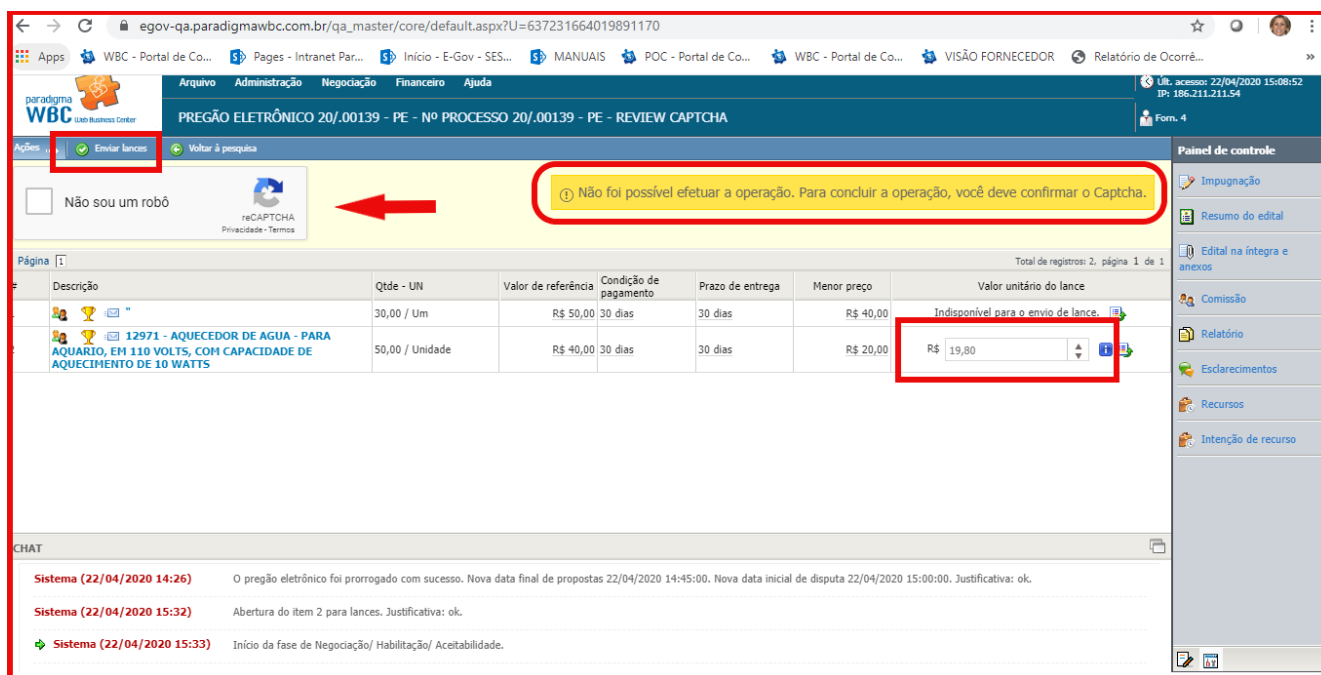 egov-qa.paradigmawbc.com.br/qa_master/core/default.aspx?U=637231664019891170
Apps WBC - Portal de Co... Pages - Intranet Par... Início - E-Gov - SES... MANUAIS POC - Portal de Co... WBC - Portal de Co... VISÃO FORNECEDOR Relatório de Ocorrê... »
paradigma
WBC Web Business Center
Arquivo Administração Negociação Financeiro Ajuda
Últ. acesso: 22/04/2020 15:08:52
IP: 186.211.211.54
PREGÃO ELETRÔNICO 20/.00139 - PE - Nº PROCESSO 20/.00139 - PE - REVIEW CAPTCHA
Forn. 4
Ações Enviar lances Voltar à pesquisa
Painel de controle
Não sou um robô
reCAPTCHA
Privacidade - Termos
Não foi possível efetuar a operação. Para concluir a operação, você deve confirmar o Captcha.
Impugnação
Resumo do edital
Edital na íntegra e
anexos
Comissão
Relatório
Esclarecimentos
Recursos
Intenção de recurso
Página 1
Total de registros: 2, página 1 de 1
# Descrição Qtde - UN Valor de referência Condição de pagamento Prazo de entrega Menor preço Valor unitário do lance
" 30,00 / Um R$ 50,00 30 dias 30 dias R$ 40,00 Indisponível para o envio de lance.
2 12971 - AQUECEDOR DE AGUA - PARA
AQUARIO, EM 110 VOLTS, COM CAPACIDADE DE
AQUECIMENTO DE 10 WATTS
50,00 / Unidade R$ 40,00 30 dias 30 dias R$ 20,00 R$ 19,80
CHAT
Sistema (22/04/2020 14:26) O pregão eletrônico foi prorrogado com sucesso. Nova data final de propostas 22/04/2020 14:45:00. Nova data inicial de disputa 22/04/2020 15:00:00. Justificativa: ok.
Sistema (22/04/2020 15:32) Abertura do item 2 para lances. Justificativa: ok.
Sistema (22/04/2020 15:33) Início da fase de Negociação/ Habilitação/ Aceitabilidade.